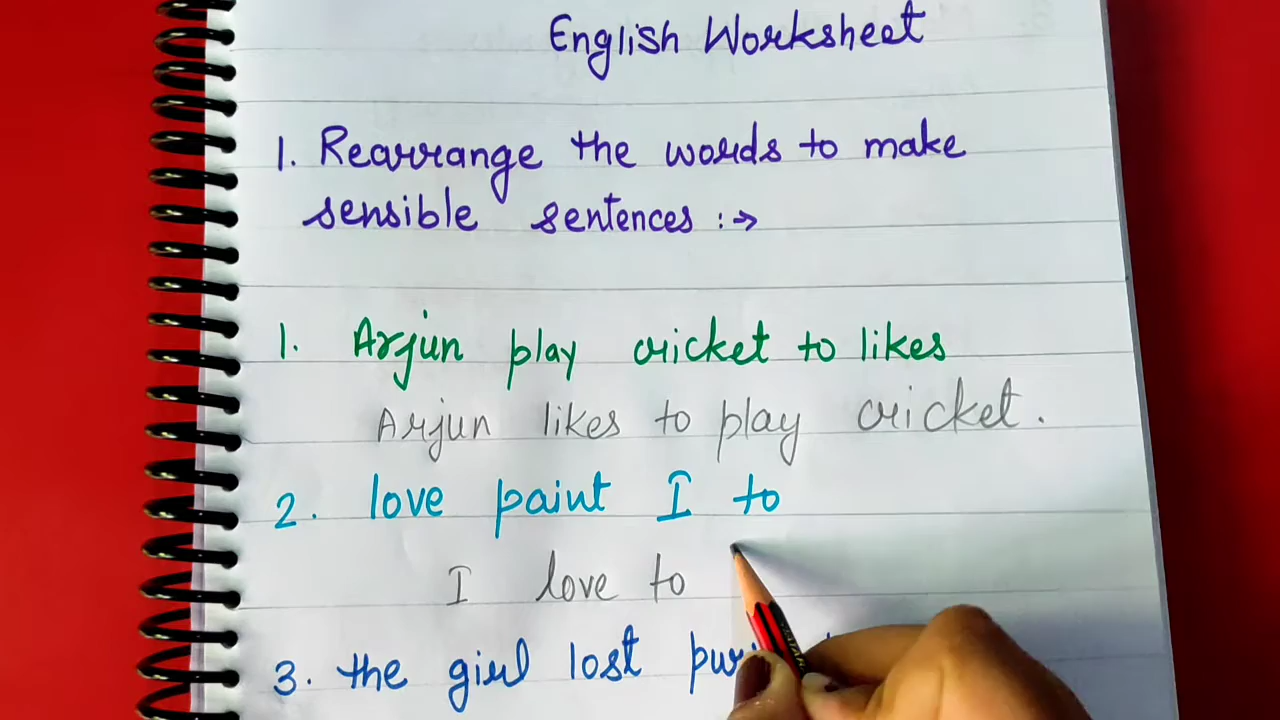 English Worksheet
1. Rearrange the words to make
sensible sentences :→
1. Arjun play cricket to likes
Arjun likes to play cricket.
2. love paint I to
I love to
3. the girl lost